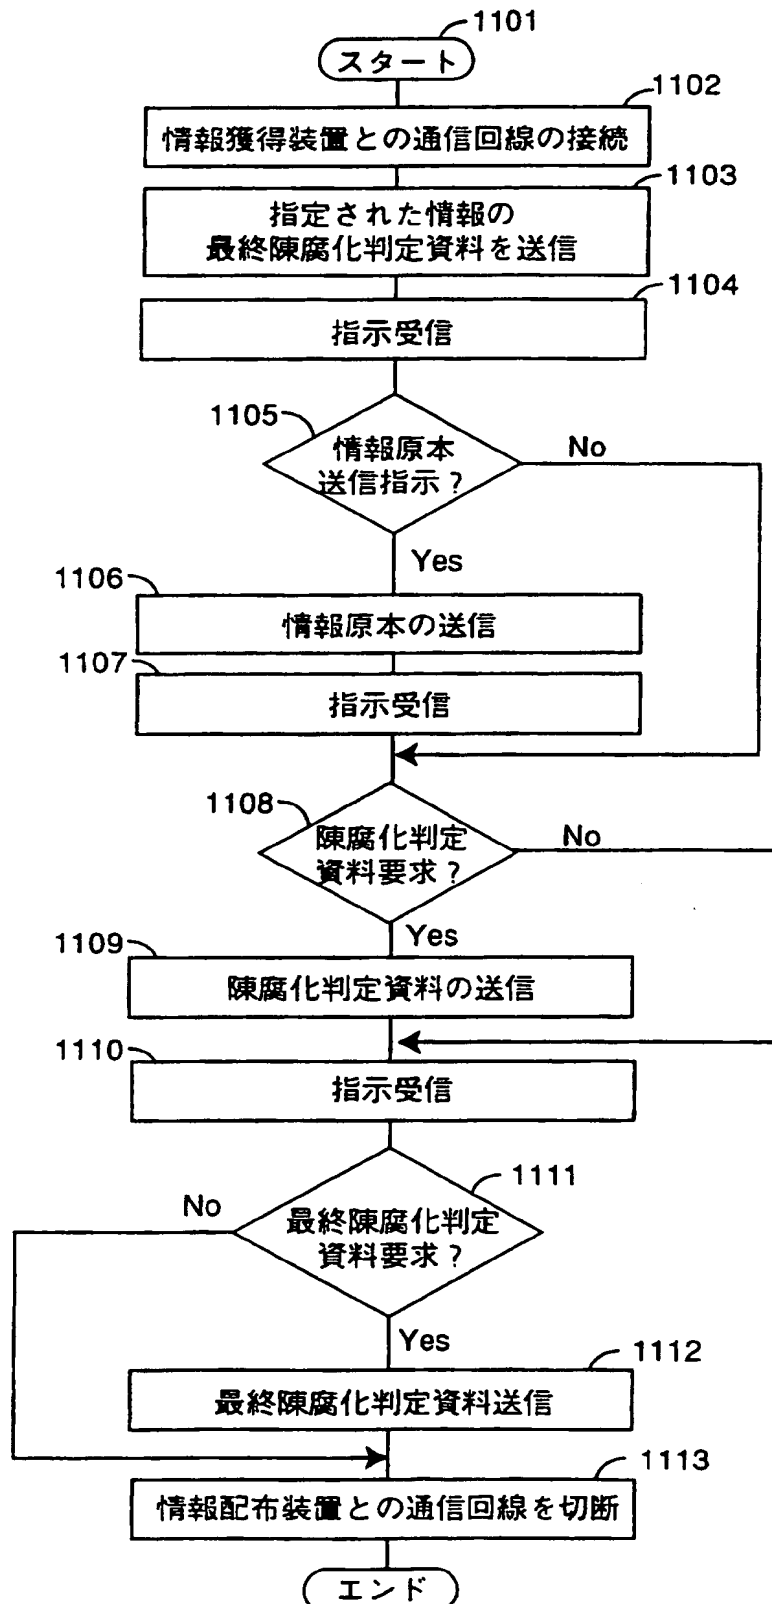 1101
スタート
1102
情報獲得装置との通信回線の接続
1103
指定された情報の
最終陳腐化判定資料を送信
1104
指示受信
1105
情報原本
送信指示？
No
Yes
1106
情報原本の送信
1107
指示受信
1108
陳腐化判定
資料要求？
No
Yes
1109
陳腐化判定資料の送信
1110
指示受信
1111
No
最終陳腐化判定
資料要求？
Yes
1112
最終陳腐化判定資料送信
1113
情報配布装置との通信回線を切断
エンド